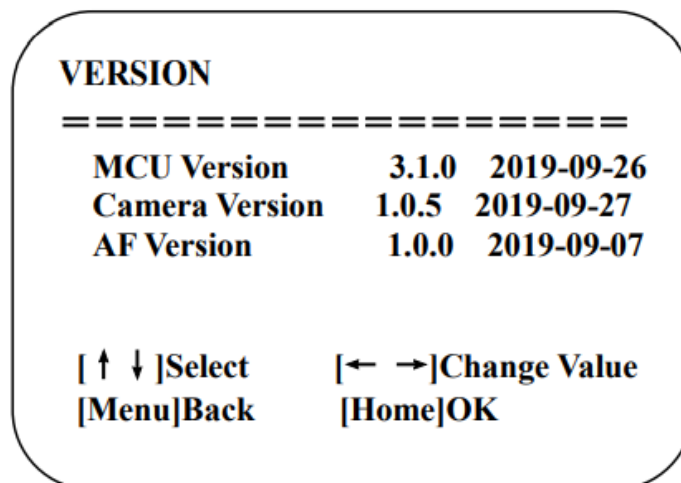 VERSION
=================
MCU Version 3.1.0 2019-09-26
Camera Version 1.0.5 2019-09-27
AF Version 1.0.0 2019-09-07
[↑ ↓]Select [← →]Change Value
[Menu]Back [Home]OK